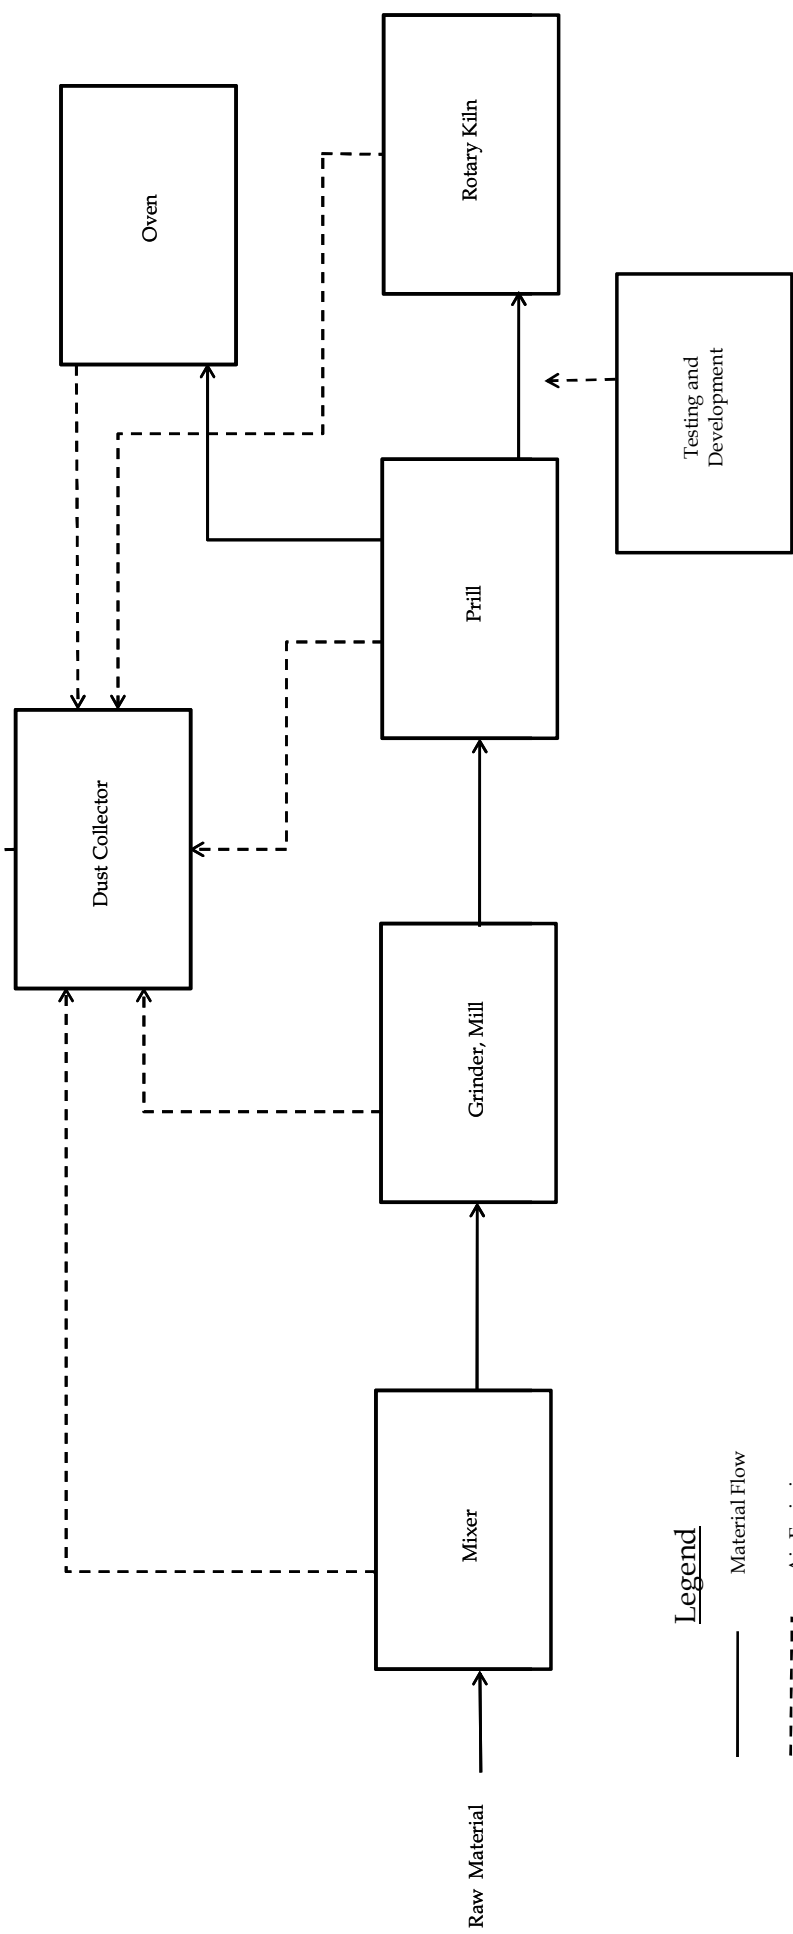 Oven
Rotary Kiln
Testing and
Development
Dust Collector
Prill
Grinder, Mill
Mixer
Raw Material
Legend
Material Flow